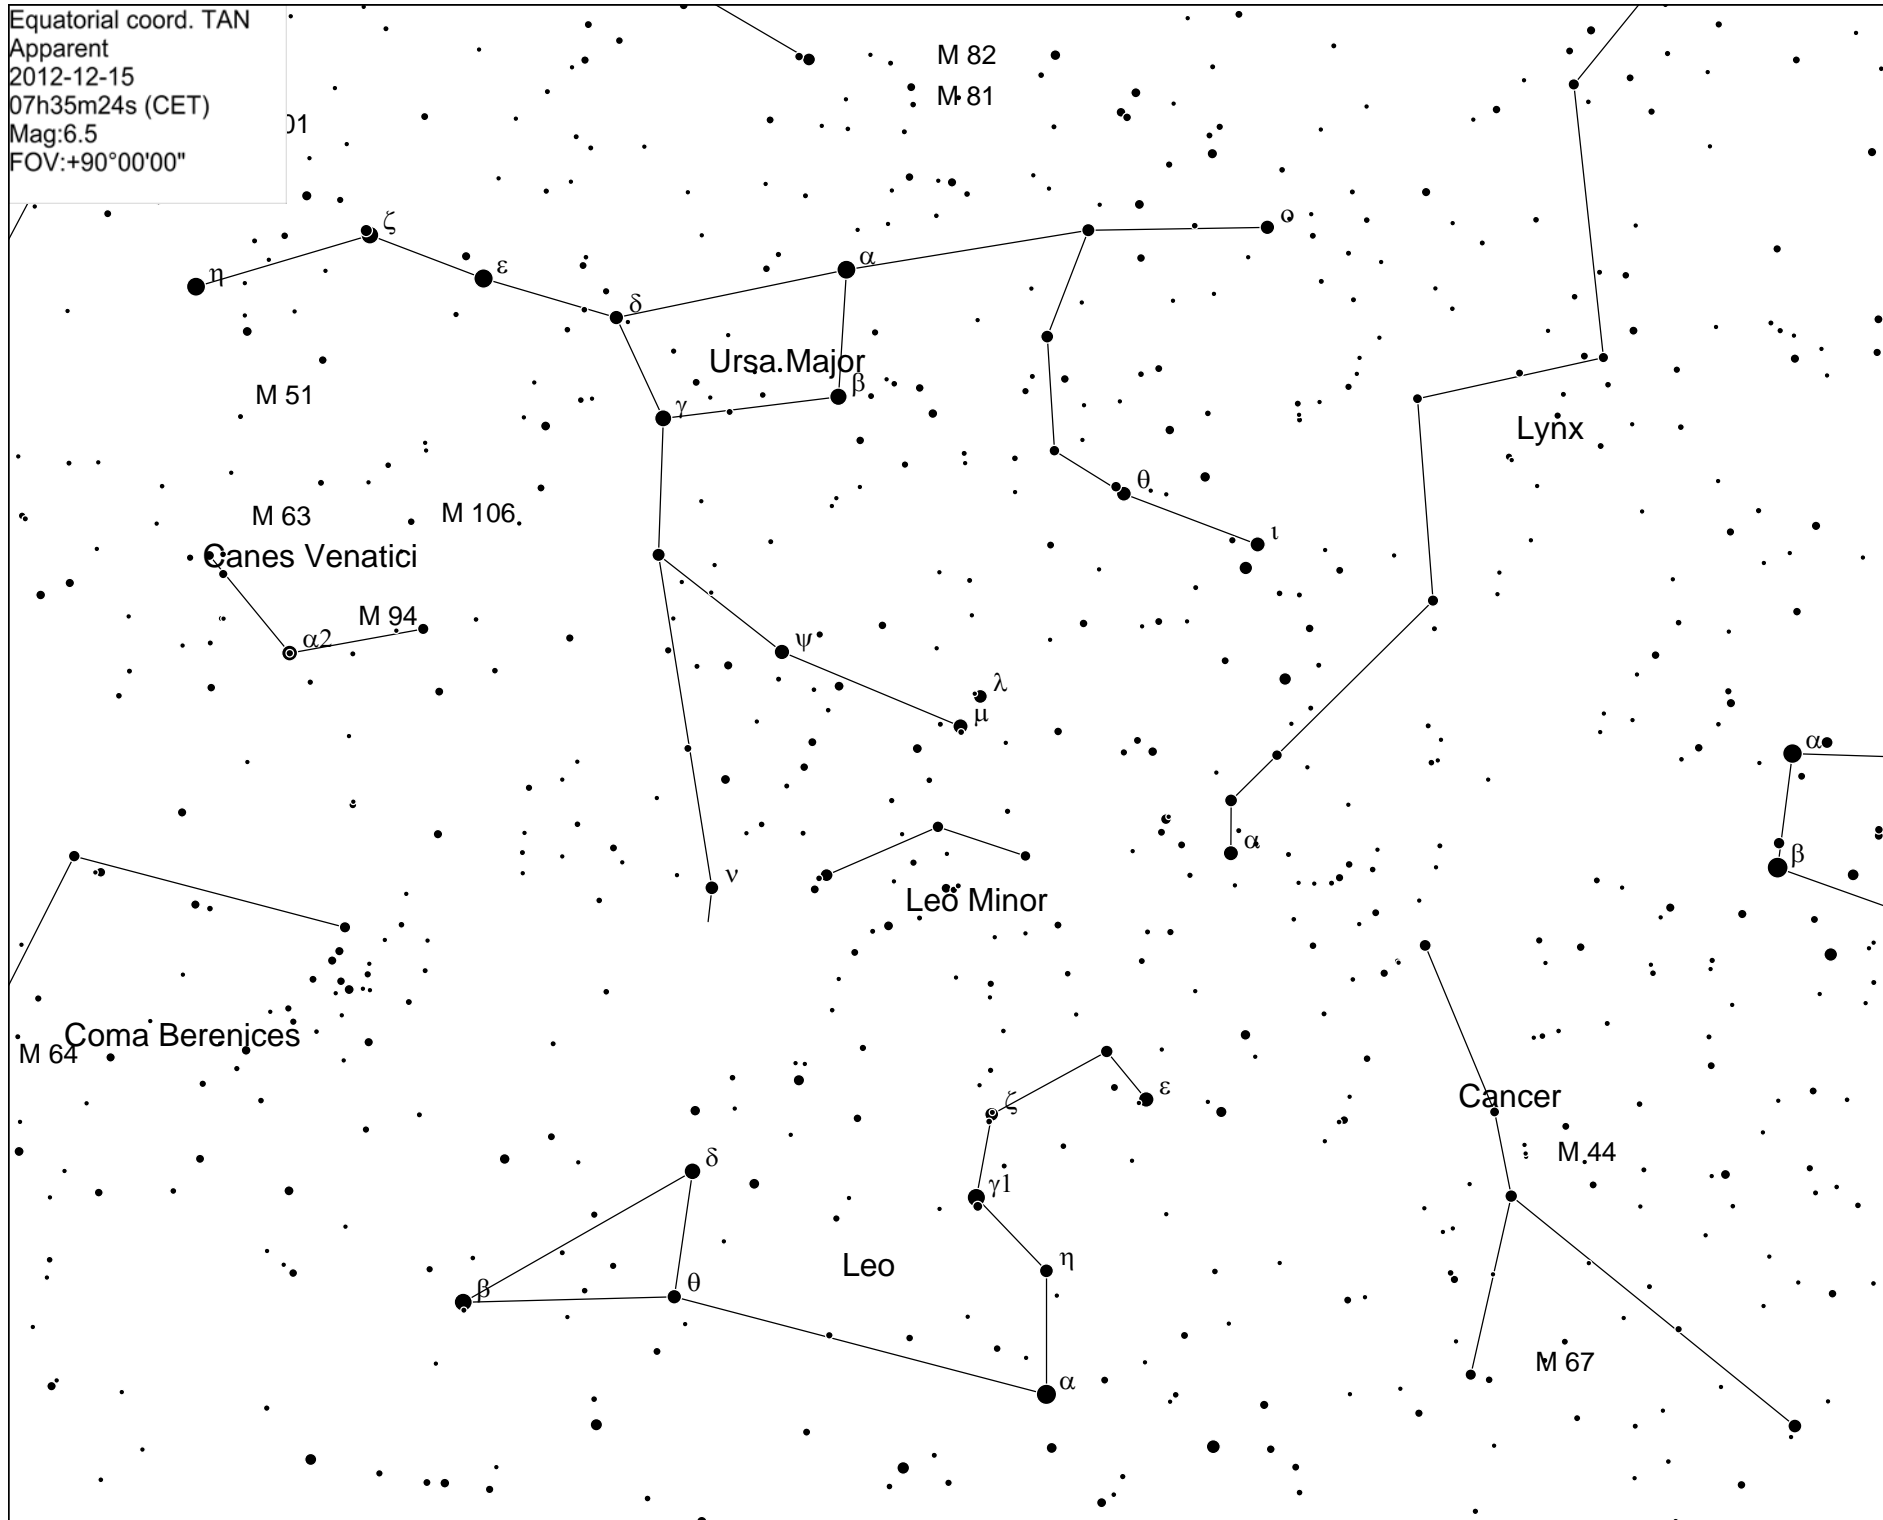 Equatorial coord. TAN
Apparent
2012-12-15
07h35m24s (CET)
Mag:6.5
FOV:+90°00'00"
01
M 82
M 81
ζ
ο
η
ε
α
δ
Ursa Major
β
M 51
γ
Lynx
θ
M 106
M 63
ι
Canes Venatici
M 94
α2
ψ
λ
μ
α
α
β
ν
Leo Minor
Coma Berenices
M 64
ε
Cancer
ζ
M 44
δ
γ1
η
Leo
β
θ
M 67
α